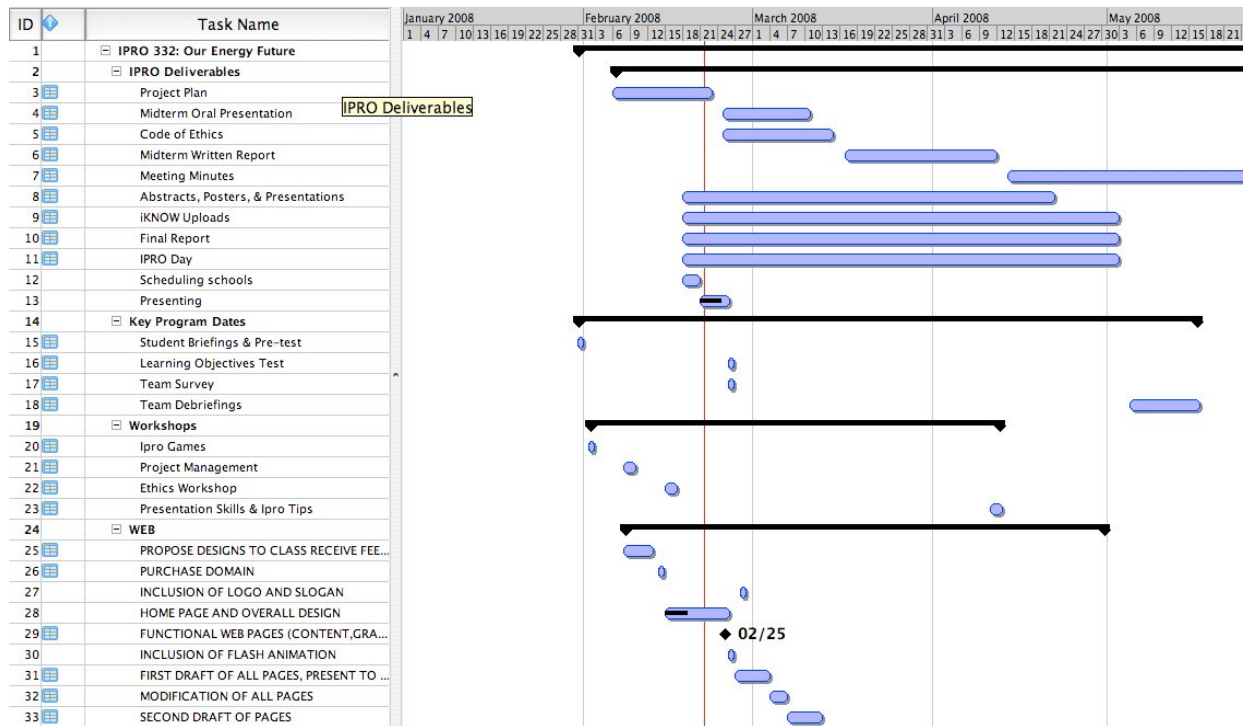 ID Task Name January 2008 February 2008 March 2008 April 2008 May 2008
1 4 7 10 13 16 19 22 25 28 31 3 6 9 12 15 18 21 24 27 1 4 7 10 13 16 19 22 25 28 31 3 6 9 12 15 18 21 24 27 30 3 6 9 12 15 18 21
1 IPRO 332: Our Energy Future
2 IPRO Deliverables
3 Project Plan
IPRO Deliverables
4 Midterm Oral Presentation
5 Code of Ethics
6 Midterm Written Report
7 Meeting Minutes
8 Abstracts, Posters, & Presentations
9 iKNOW Uploads
10 Final Report
11 IPRO Day
12 Scheduling schools
13 Presenting
14 Key Program Dates
15 Student Briefings & Pre-test
16 Learning Objectives Test
17 Team Survey
18 Team Debriefings
19 Workshops
20 Ipro Games
21 Project Management
22 Ethics Workshop
23 Presentation Skills & Ipro Tips
24 WEB
25 PROPOSE DESIGNS TO CLASS RECEIVE FEE...
26 PURCHASE DOMAIN
27 INCLUSION OF LOGO AND SLOGAN
28 HOME PAGE AND OVERALL DESIGN
29 FUNCTIONAL WEB PAGES (CONTENT,GRA... 02/25
30 INCLUSION OF FLASH ANIMATION
31 FIRST DRAFT OF ALL PAGES, PRESENT TO ...
32 MODIFICATION OF ALL PAGES
33 SECOND DRAFT OF PAGES